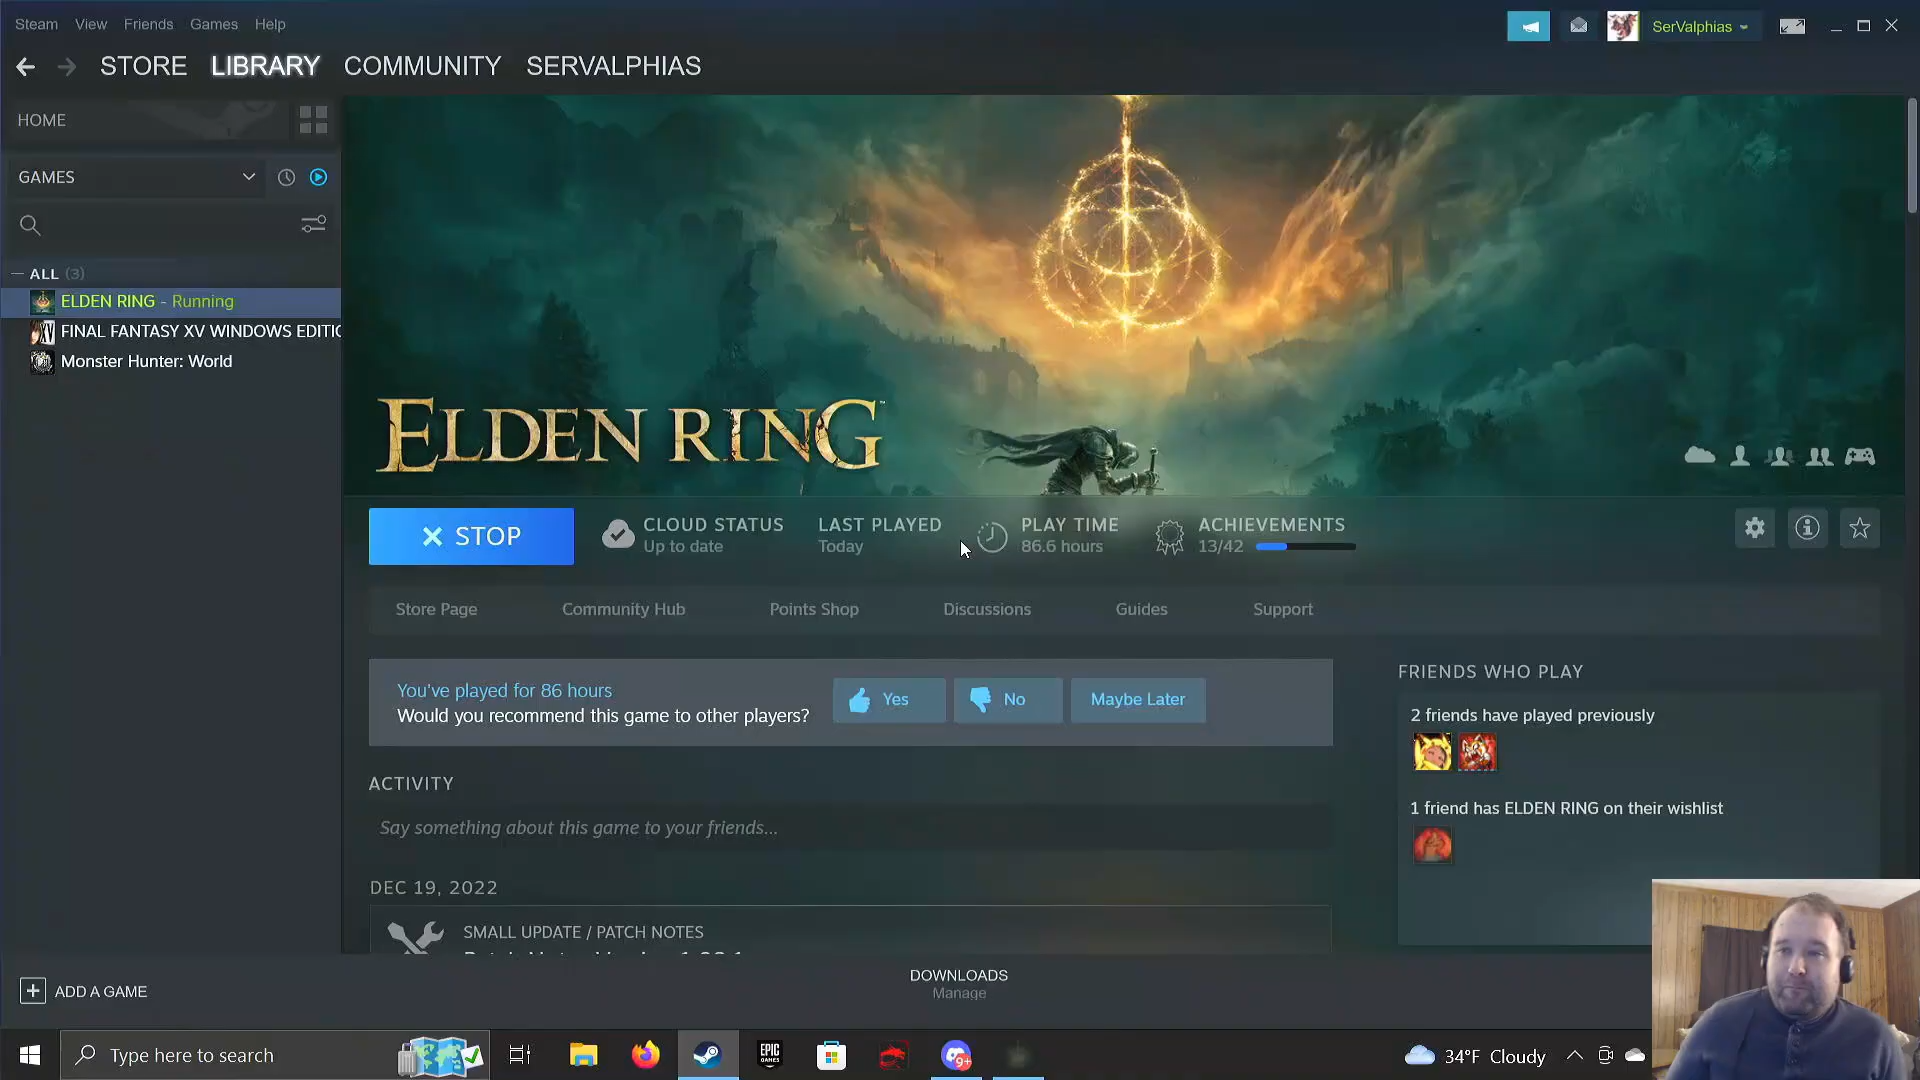 Steam View Friends Games Help
SerValphias
STORE LIBRARY COMMUNITY SERVALPHIAS
HOME
GAMES
ALL (3)
ELDEN RING - Running
FINAL FANTASY XV WINDOWS EDITIO
Monster Hunter: World
ELDEN RING
STOP
CLOUD STATUS
Up to date
LAST PLAYED
Today
PLAY TIME
86.6 hours
ACHIEVEMENTS
13/42
Store Page Community Hub Points Shop Discussions Guides Support
You've played for 86 hours
Would you recommend this game to other players?
Yes No Maybe Later
FRIENDS WHO PLAY
2 friends have played previously
1 friend has ELDEN RING on their wishlist
ACTIVITY
Say something about this game to your friends...
DEC 19, 2022
SMALL UPDATE / PATCH NOTES
ADD A GAME
DOWNLOADS
Manage
Type here to search
EPIC GAMES
9+
34°F Cloudy